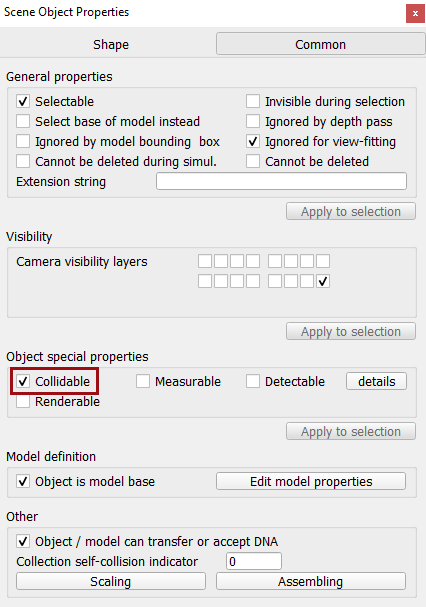 Scene Object Properties x
Shape Common
General properties
Selectable Invisible during selection
Select base of model instead Ignored by depth pass
Ignored by model bounding box Ignored for view-fitting
Cannot be deleted during simul. Cannot be deleted
Extension string
Apply to selection
Visibility
Camera visibility layers
Apply to selection
Object special properties
Collidable Measurable Detectable details
Renderable
Apply to selection
Model definition
Object is model base Edit model properties
Other
Object / model can transfer or accept DNA
Collection self-collision indicator 0
Scaling Assembling